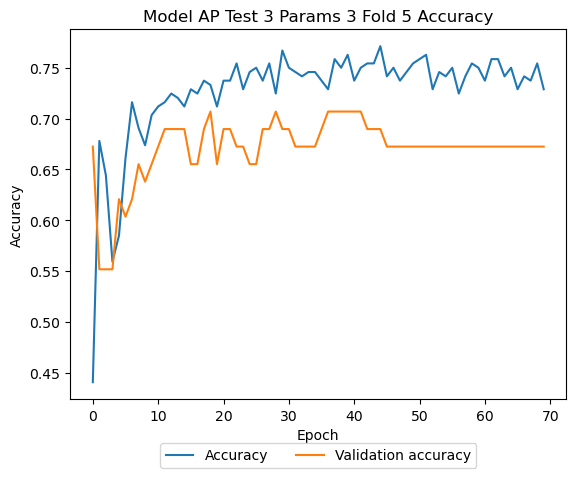 Model AP Test 3 Params 3 Fold 5 Accuracy
Accuracy
0.75
0.70
0.65
0.60
0.55
0.50
0.45
0 10 20 30 40 50 60 70
Epoch
Accuracy Validation accuracy